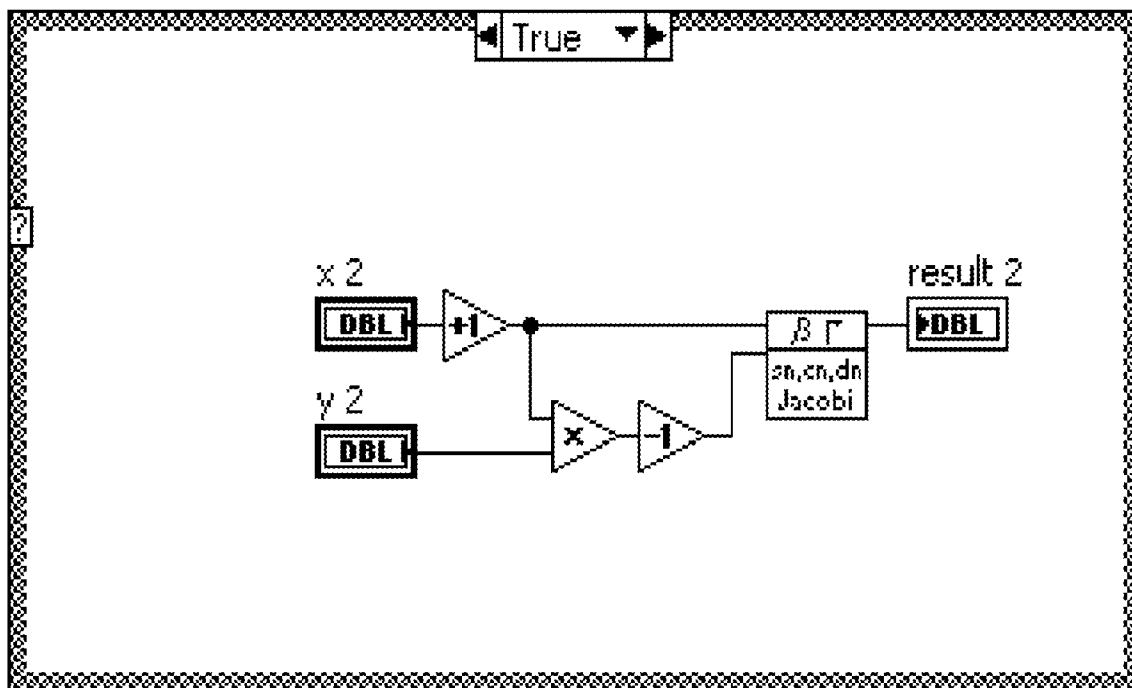 True
?
x 2
DBL
+1
result 2
DBL
β Γ
sn,cn,dn
Jacobi
y 2
DBL
x
-1